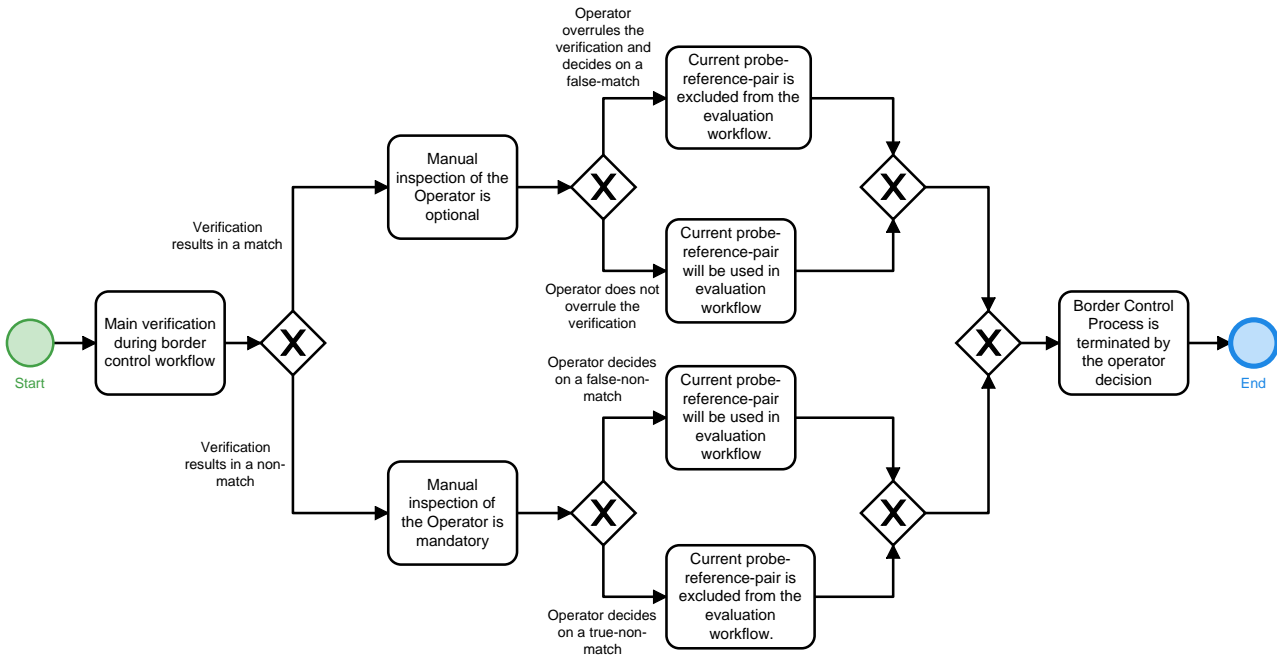 Start
Main verification
during border
control workflow
Verification
results in a match
Verification
results in a non-
match
Manual
inspection of the
Operator is
optional
Manual
inspection of
the Operator is
mandatory
Operator
overrules the
verification and
decides on a
false-match
Operator does not
overrule the
verification
Operator decides
on a false-non-
match
Operator decides
on a true-non-
match
Current probe-
reference-pair is
excluded from the
evaluation
workflow.
Current probe-
reference-pair
will be used in
evaluation
workflow
Current probe-
reference-pair
will be used in
evaluation
workflow
Current probe-
reference-pair is
excluded from the
evaluation
workflow.
Border Control
Process is
terminated by
the operator
decision
End